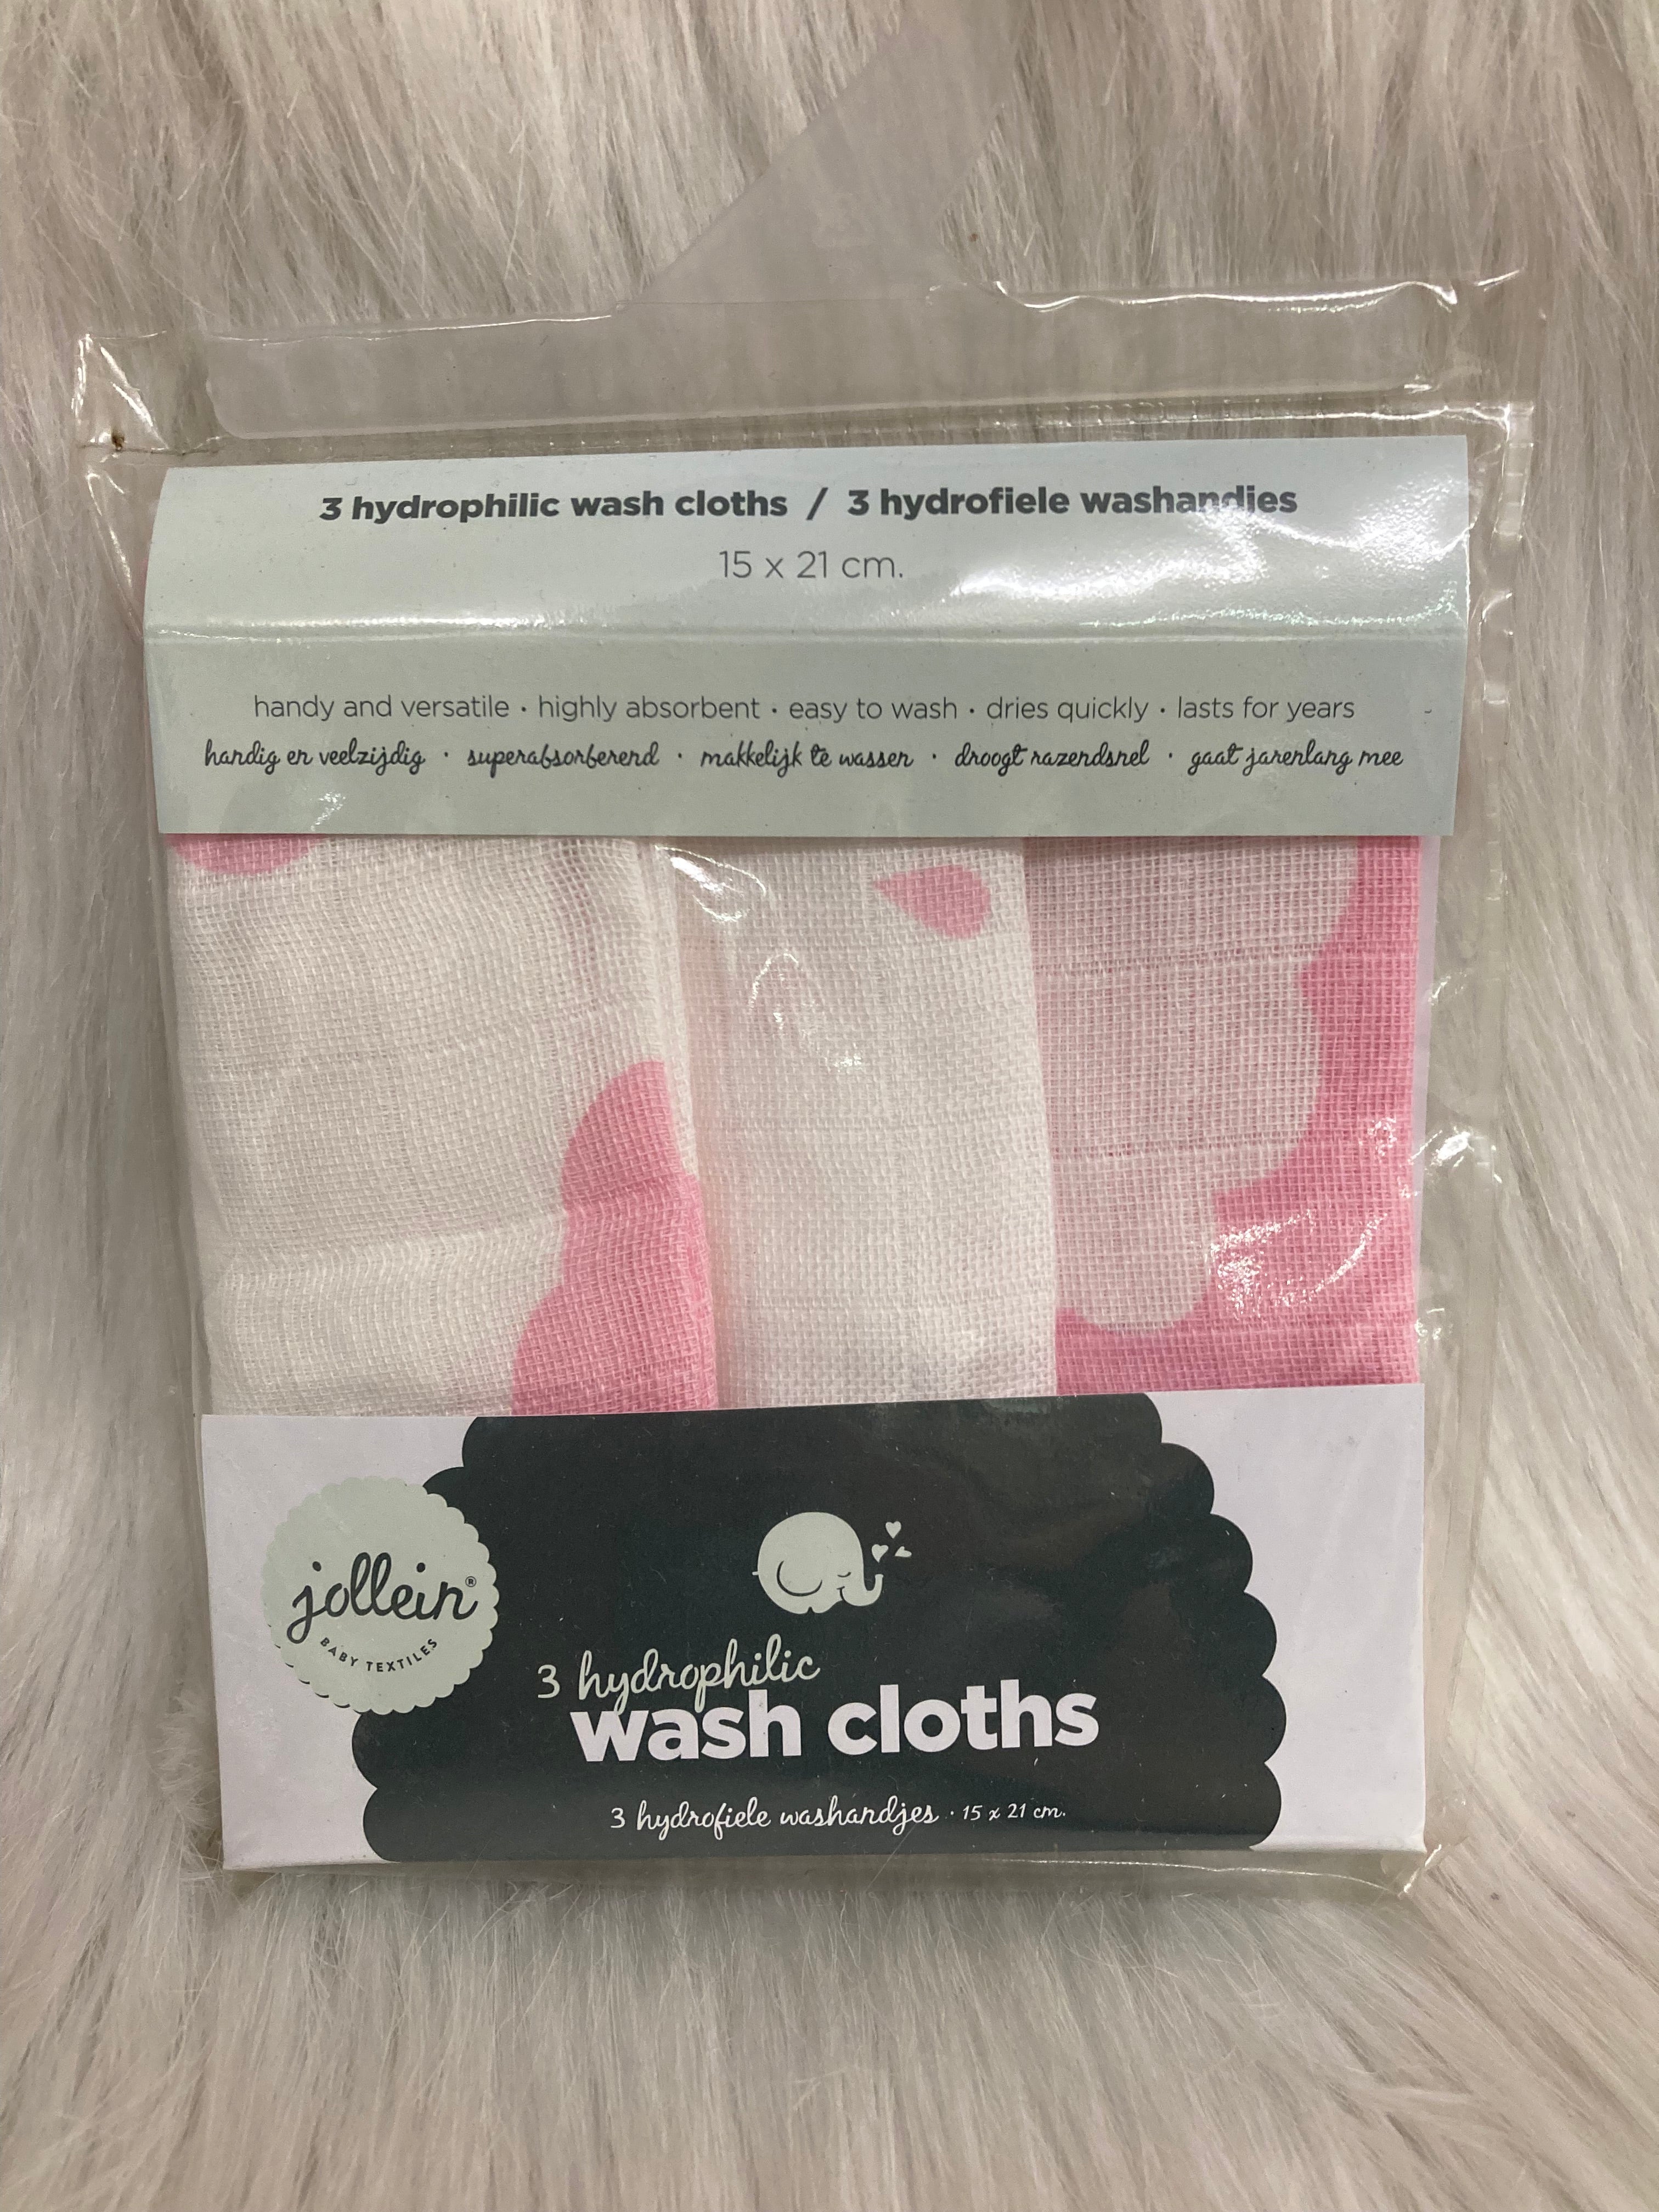 3 hydrophilic wash cloths / 3 hydrofiele washandjes
15 x 21 cm.
handy and versatile · highly absorbent · easy to wash · dries quickly · lasts for years
handig en veelzijdig · superabsorberend · makkelijk te wassen · droogt razendsnel · gaat jarenlang mee
jollein®
BABY TEXTILES
3 hydrophilic
wash cloths
3 hydrofiele washandjes · 15 x 21 cm.